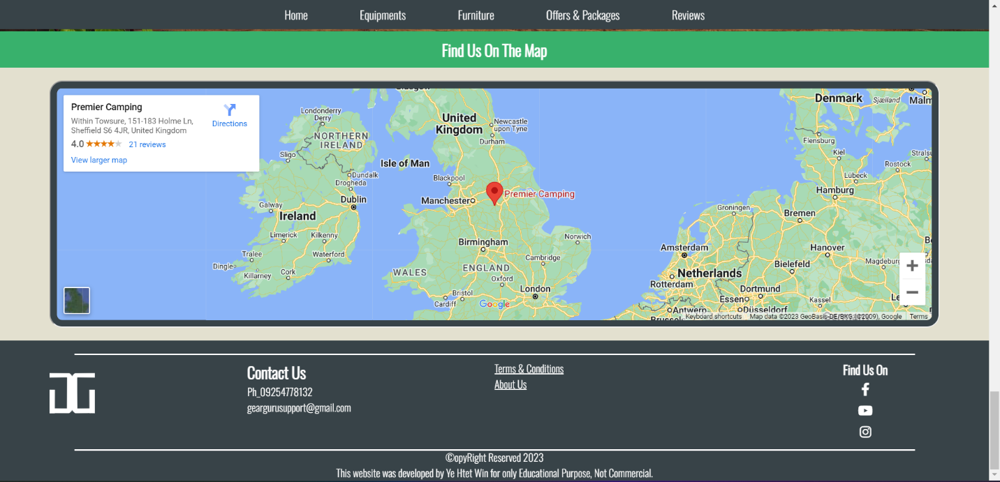 Home Equipments Furniture Offers & Packages Reviews
Find Us On The Map
Premier Camping
Within Towsure, 151-183 Holme Ln,
Sheffield S6 4JR, United Kingdom
Directions
4.0 21 reviews
View larger map
Londonderry
Derry
NORTHERN
IRELAND
Sligo
Isle of Man
United
Kingdom
Newcastle
upon Tyne
Durham
Dundalk
Drogheda
Dublin
Blackpool
Manchester
Premier Camping
Galway
Ireland
Limerick
Kilkenny
Tralee
Waterford
Dingle
Killarney
Cork
Birmingham
Norwich
WALES
ENGLAND
Cambridge
Oxford
London
Bristol
Cardiff
Google
Denmark
Sjælland
Flensburg
Kiel
Rostock
Lübeck
Hamburg
Groningen
Bremen
Amsterdam
Hanover
Netherlands
Bielefeld
Rotterdam
Dortmund
Essen
Kassel
Antwerp
Düsseldorf
Keyboard shortcuts Map data ©2023 GeoBasis-DE/BKG (©2009), Google Terms
Contact Us
Ph_09254778132
geargurusupport@gmail.com
Terms & Conditions
About Us
Find Us On
©opyRight Reserved 2023
This website was developed by Ye Htet Win for only Educational Purpose, Not Commercial.